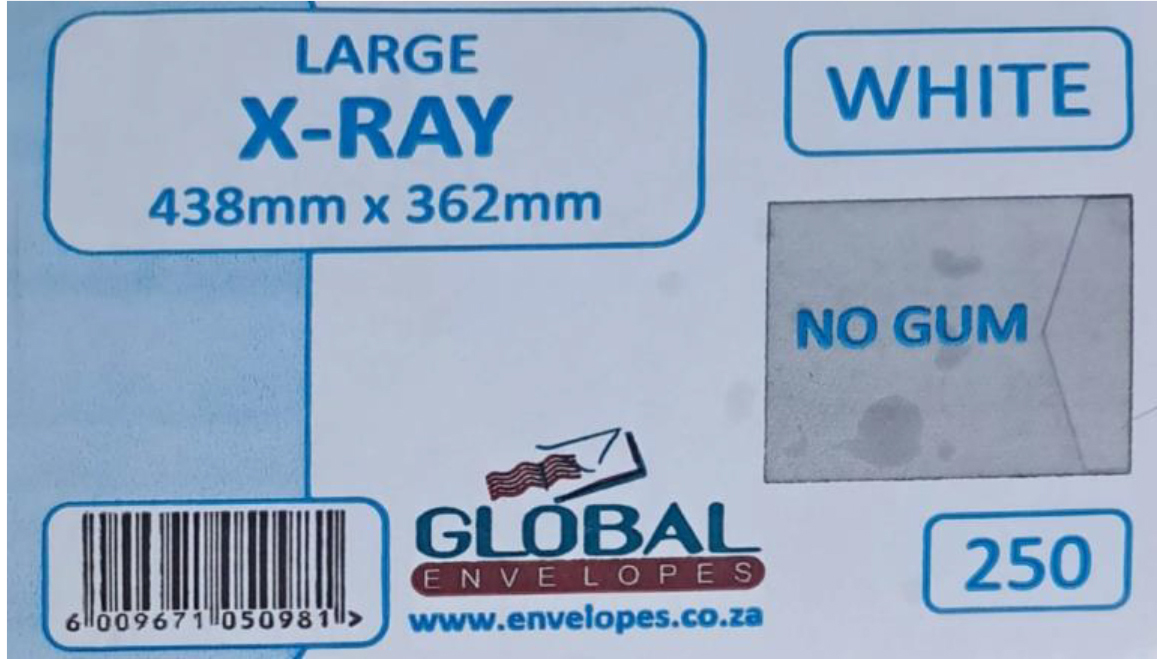 LARGE
X-RAY
438mm x 362mm
WHITE
NO GUM
GLOBAL
ENVELOPES
www.envelopes.co.za
6 009671 050981 >
250